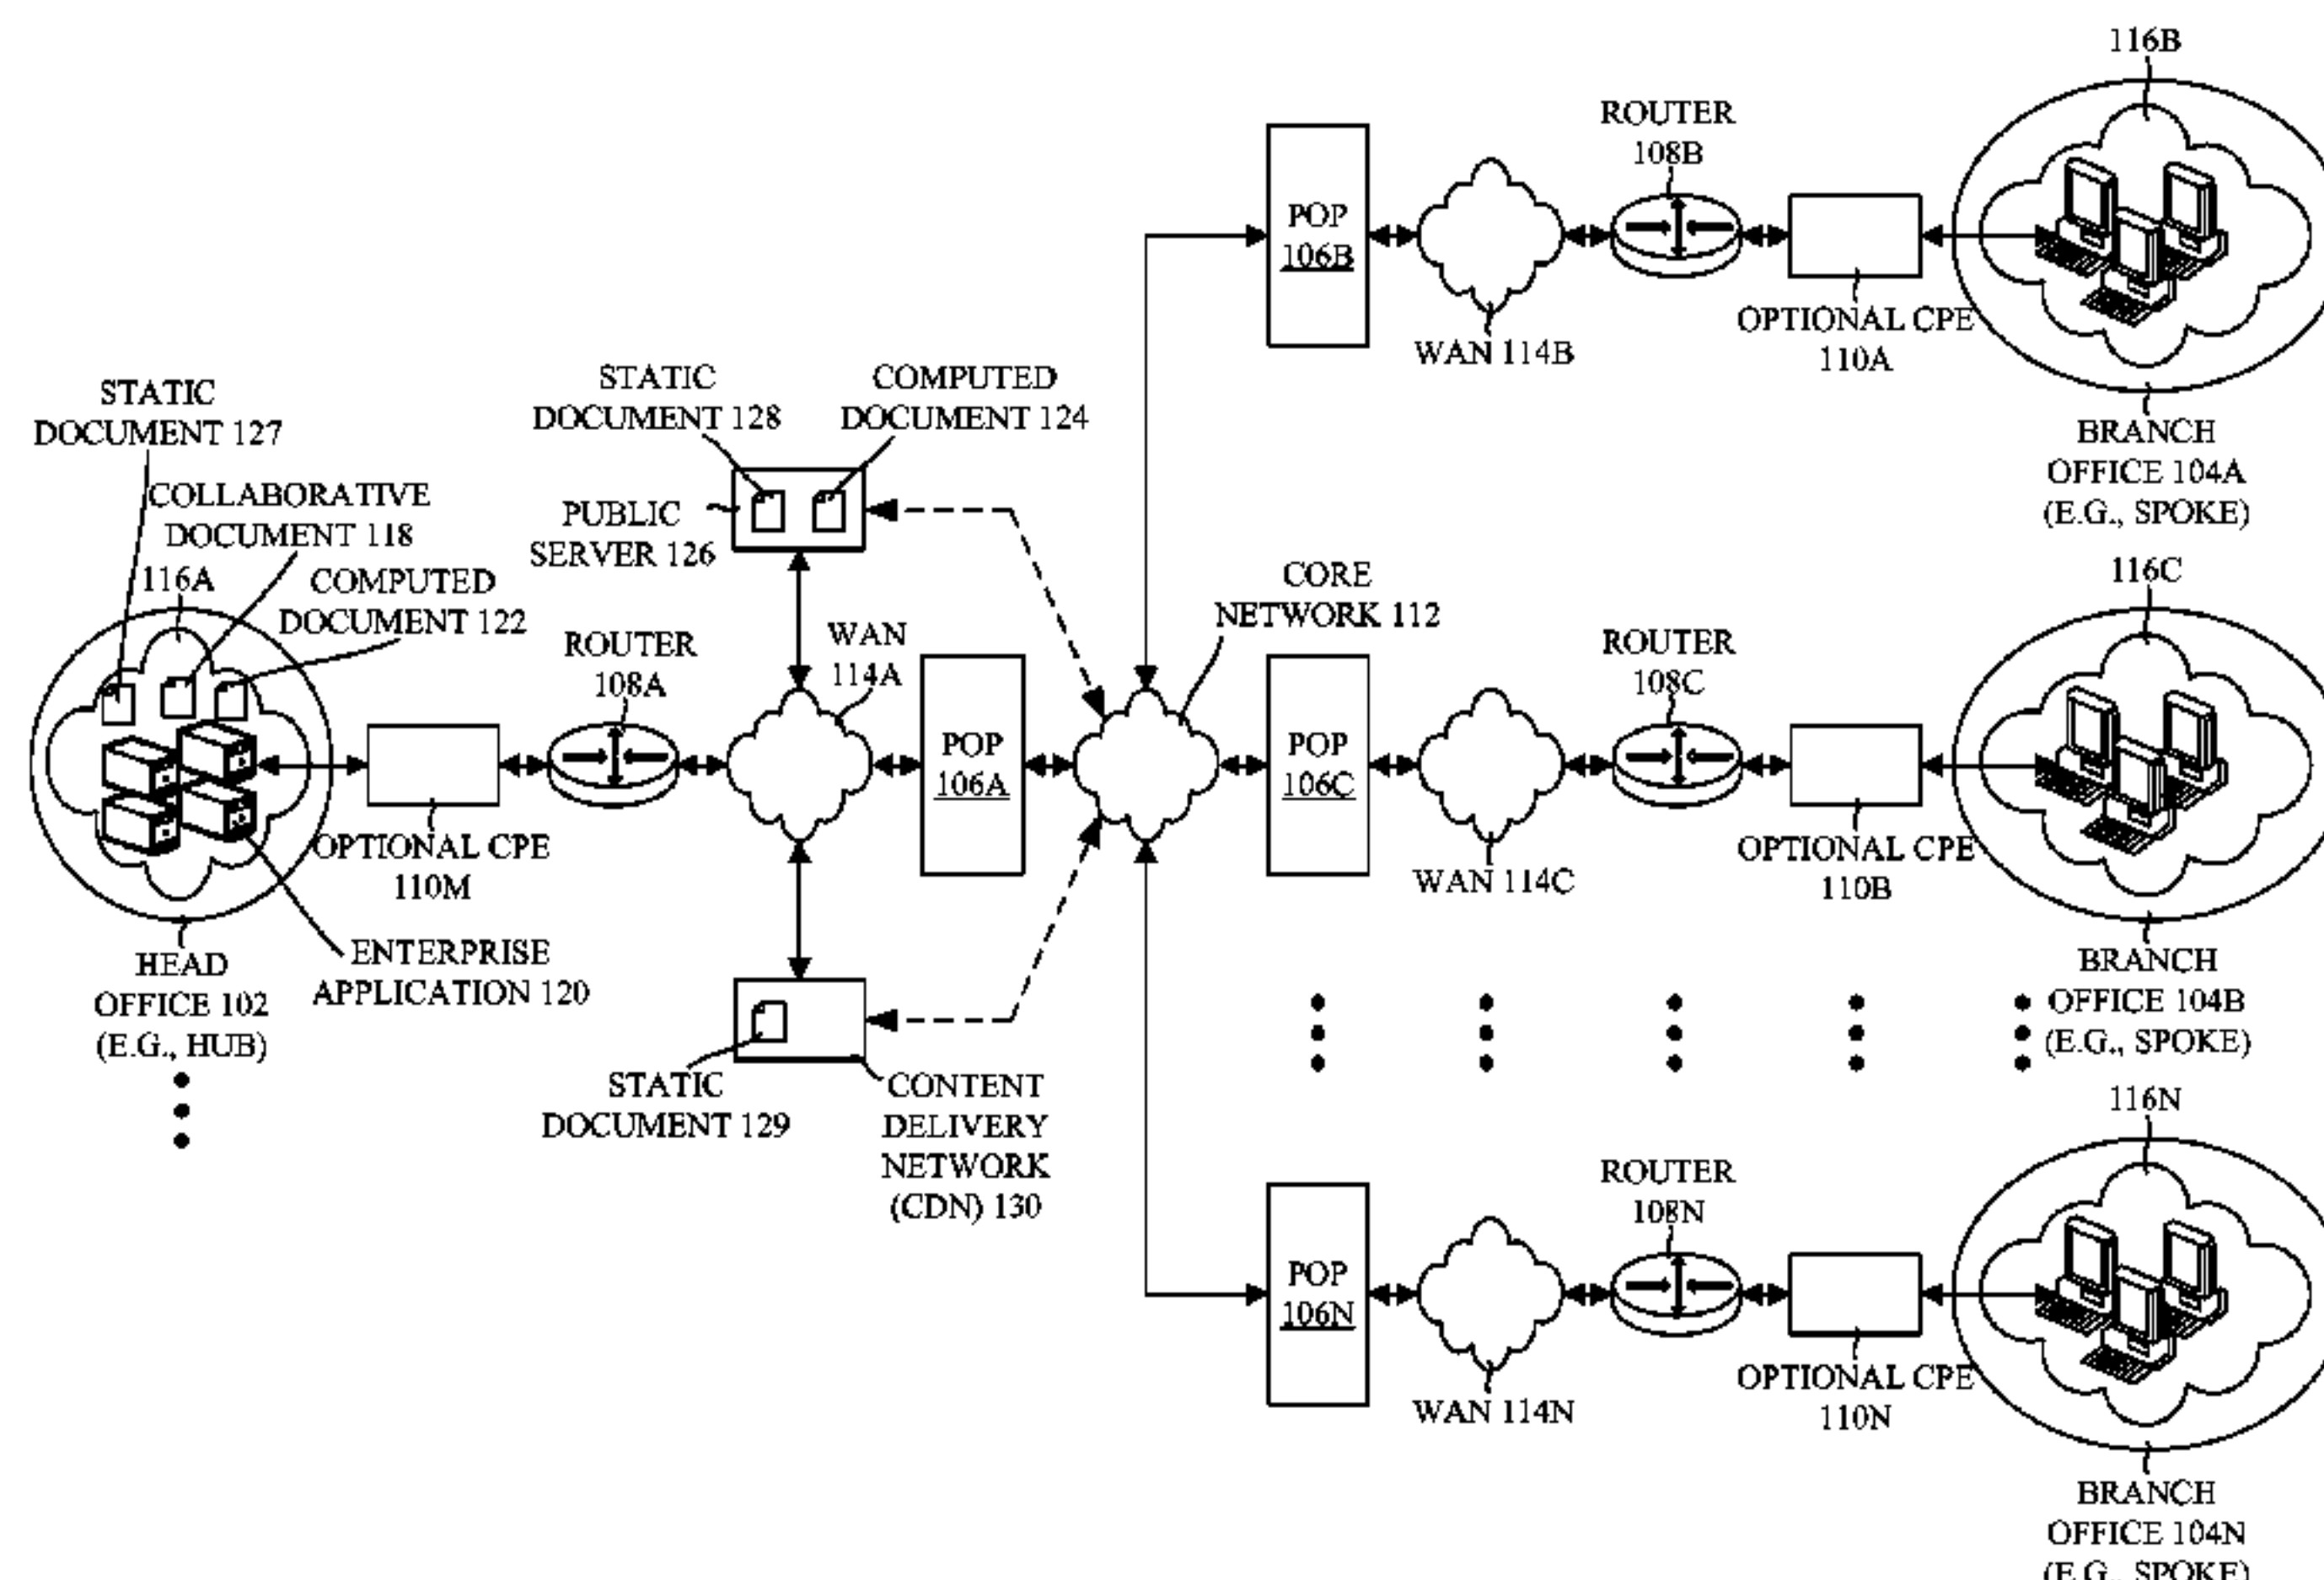 116B
ROUTER
108B
POP
106B
WAN 114B
OPTIONAL CPE
110A
BRANCH
OFFICE 104A
(E.G., SPOKE)
STATIC
DOCUMENT 127
COLLABORATIVE
DOCUMENT 118
116A
COMPUTED
DOCUMENT 122
STATIC
DOCUMENT 128
COMPUTED
DOCUMENT 124
PUBLIC
SERVER 126
ROUTER
108A
WAN
114A
POP
106A
CORE
NETWORK 112
OPTIONAL CPE
110M
HEAD
OFFICE 102
(E.G., HUB)
ENTERPRISE
APPLICATION 120
STATIC
DOCUMENT 129
CONTENT
DELIVERY
NETWORK
(CDN) 130
116C
ROUTER
108C
POP
106C
WAN 114C
OPTIONAL CPE
110B
BRANCH
OFFICE 104B
(E.G., SPOKE)
116N
ROUTER
108N
POP
106N
WAN 114N
OPTIONAL CPE
110N
BRANCH
OFFICE 104N
(E.G., SPOKE)